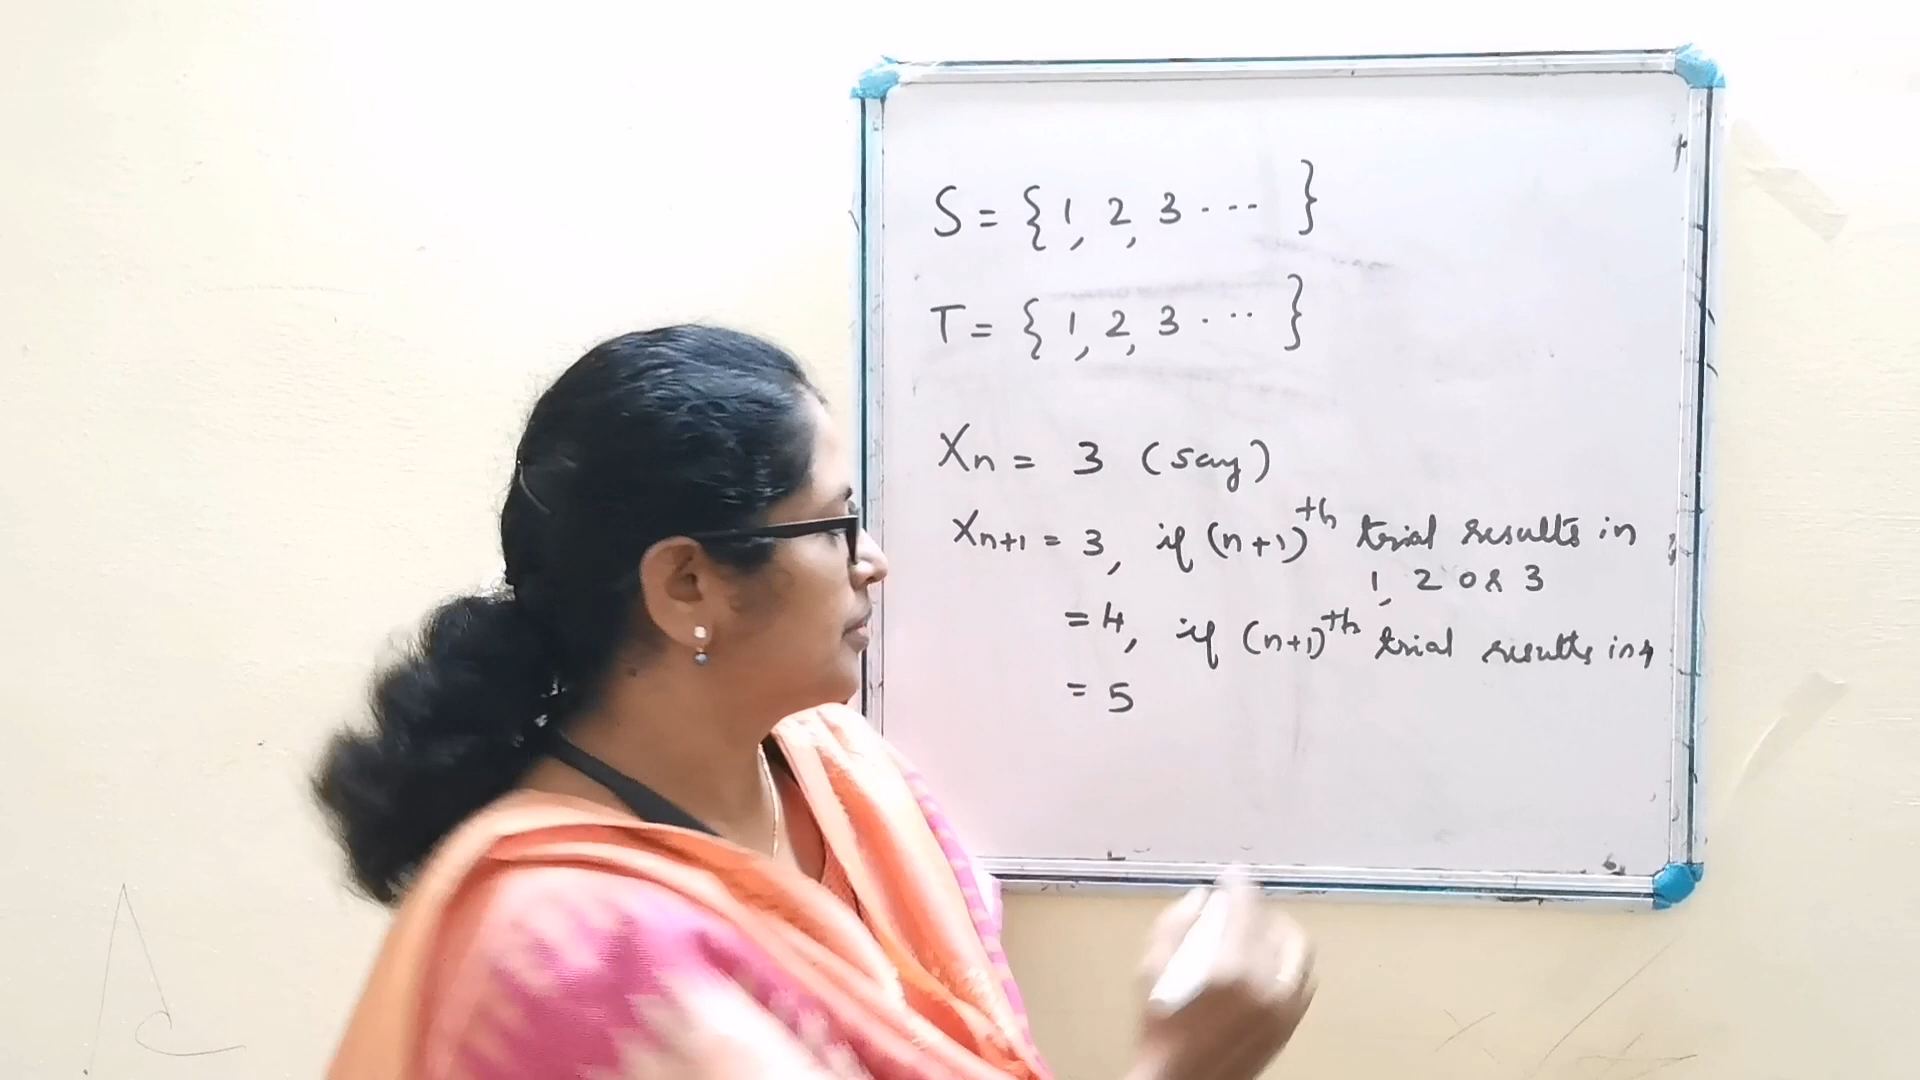 S = { 1, 2, 3 ---- }
T = { 1, 2, 3 ---- }
Xn = 3 (say)
Xn+1 = 3, if (n+1)th trial results in
1, 2 or 3
= 4, if (n+1)th trial results in 4
= 5